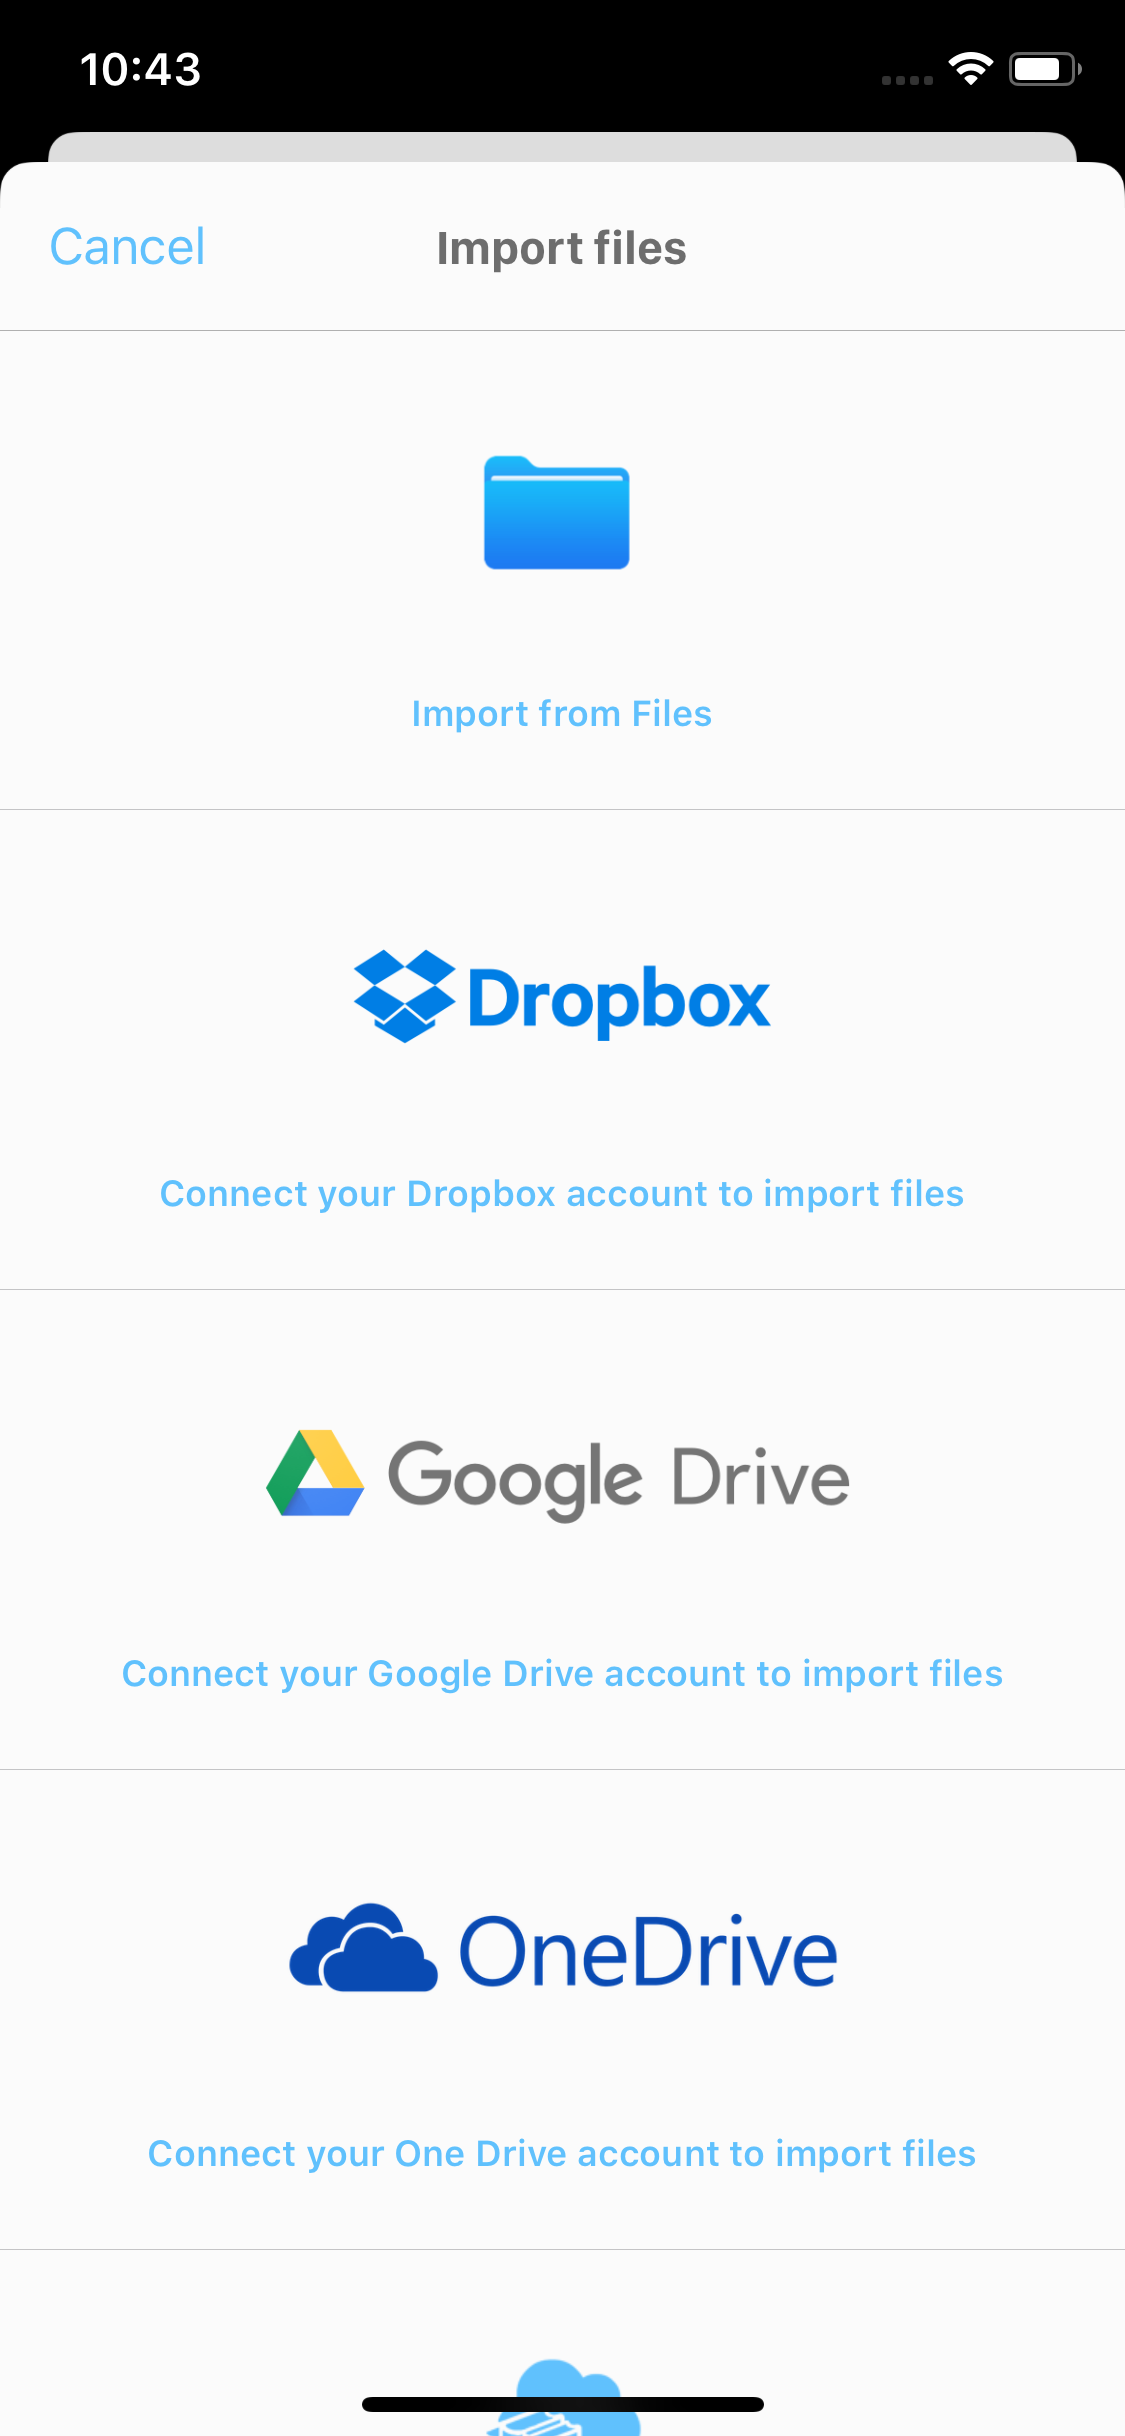 10:43
Cancel
Import files
Import from Files
Dropbox
Connect your Dropbox account to import files
Google Drive
Connect your Google Drive account to import files
OneDrive
Connect your One Drive account to import files